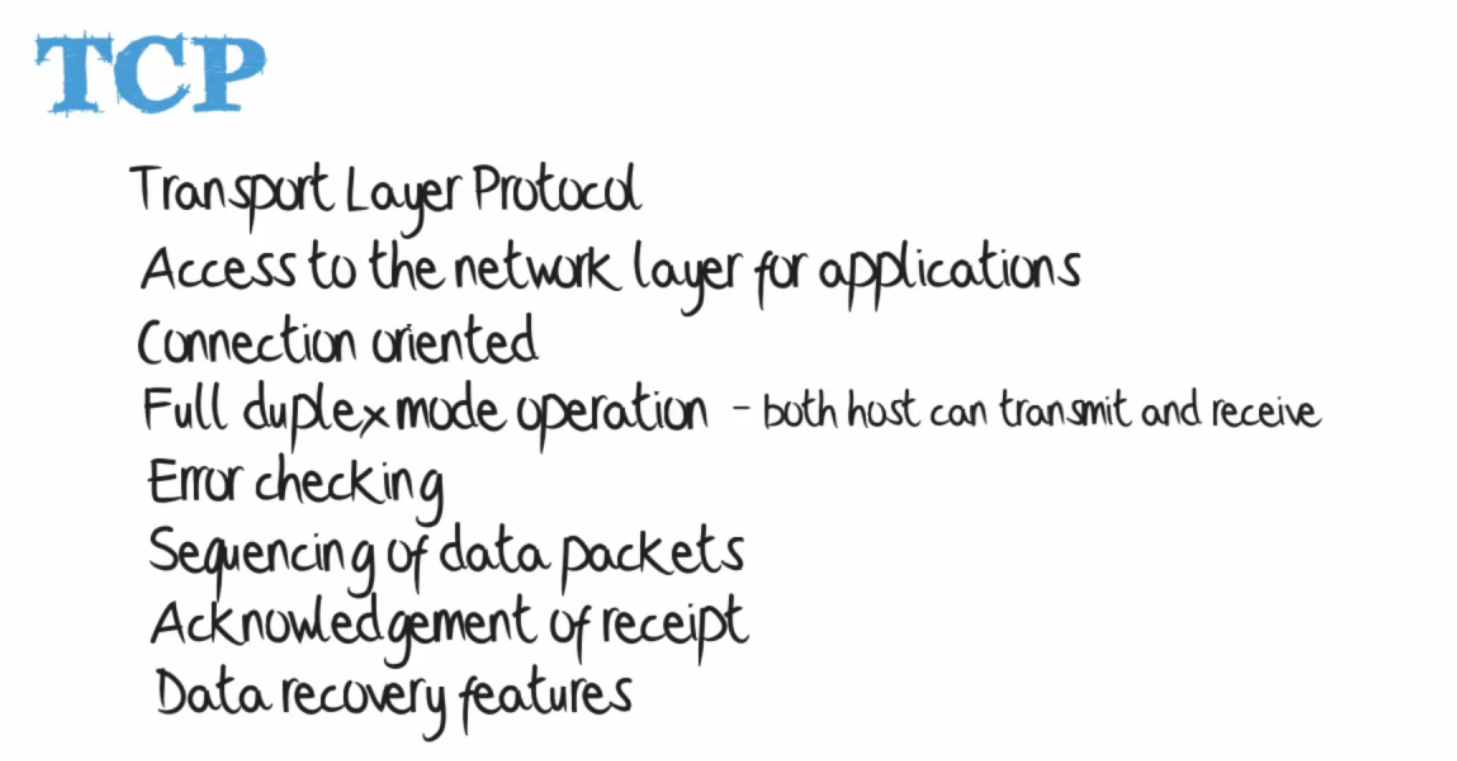 TCP
Transport Layer Protocol
Access to the network layer for applications
Connection oriented
Full duplex mode operation - both host can transmit and receive
Error checking
Sequencing of data packets
Acknowledgement of receipt
Data recovery features